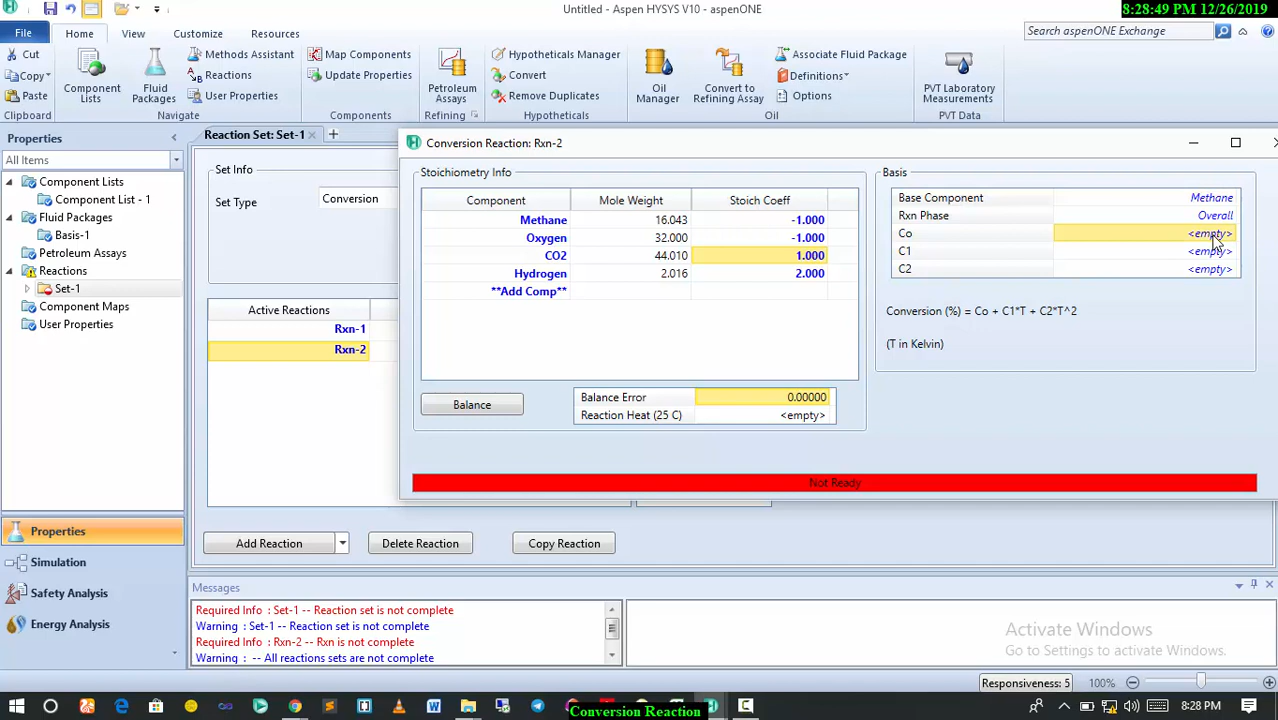 Untitled - Aspen HYSYS V10 - aspenONE
8:28:49 PM 12/26/2019
File
Home
View
Customize
Resources
Search aspenONE Exchange
Cut
Copy
Paste
Clipboard
Component
Lists
Fluid
Packages
Methods Assistant
Reactions
User Properties
Navigate
Map Components
Update Properties
Components
Petroleum
Assays
Refining
Hypotheticals Manager
Convert
Remove Duplicates
Hypotheticals
Oil
Manager
Convert to
Refining Assay
Associate Fluid Package
Definitions
Options
Oil
PVT Laboratory
Measurements
PVT Data
Properties
All Items
Component Lists
Component List - 1
Fluid Packages
Basis-1
Petroleum Assays
Reactions
Set-1
Component Maps
User Properties
Properties
Simulation
Safety Analysis
Energy Analysis
Reaction Set: Set-1
Set Info
Set Type
Conversion
Active Reactions
Rxn-1
Rxn-2
Add Reaction
Delete Reaction
Copy Reaction
Conversion Reaction: Rxn-2
Stoichiometry Info
Component Mole Weight Stoich Coeff
Methane 16.043 -1.000
Oxygen 32.000 -1.000
CO2 44.010 1.000
Hydrogen 2.016 2.000
**Add Comp**
Balance
Balance Error 0.00000
Reaction Heat (25 C) <empty>
Basis
Base Component Methane
Rxn Phase Overall
Co <empty>
C1 <empty>
C2 <empty>
Conversion (%) = Co + C1*T + C2*T^2
(T in Kelvin)
Not Ready
Messages
Required Info : Set-1 -- Reaction set is not complete
Warning : Set-1 -- Reaction set is not complete
Required Info : Rxn-2 -- Rxn is not complete
Warning : -- All reactions sets are not complete
Activate Windows
Go to Settings to activate Windows.
Responsiveness: 5
100%
Conversion Reaction
8:28 PM